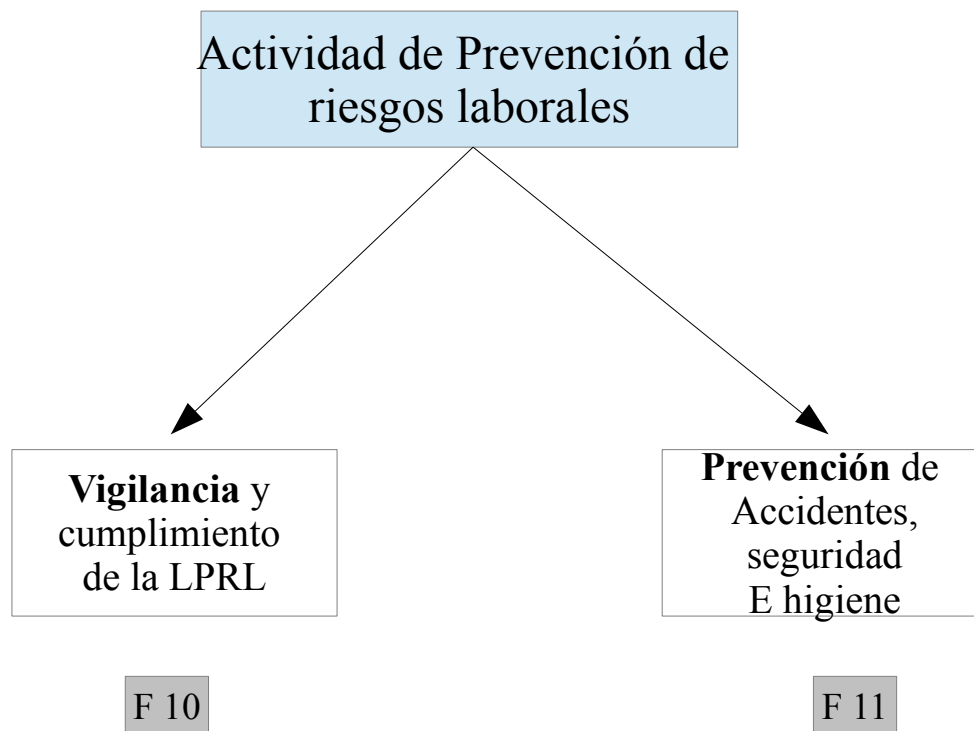 Actividad de Prevención de
riesgos laborales
Vigilancia y
cumplimiento
de la LPRL
Prevención de
Accidentes,
seguridad
E higiene
F 10
F 11